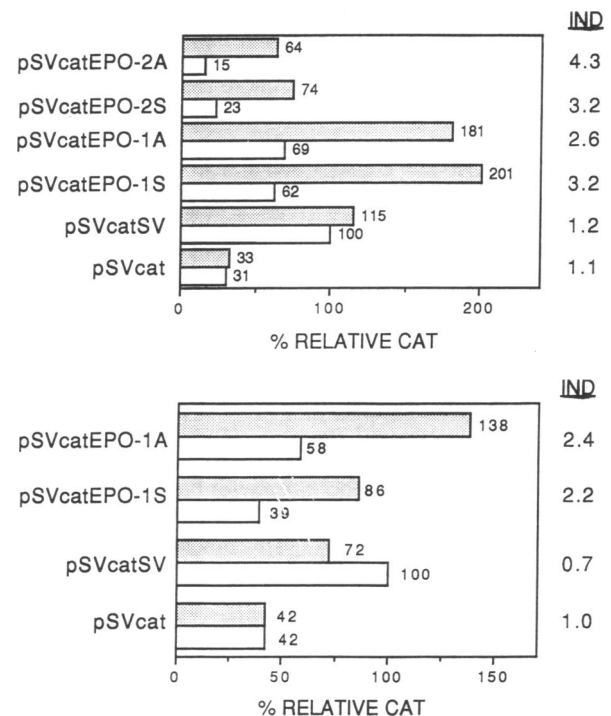 IND
pSVcatEPO-2A 64 15 4.3
pSVcatEPO-2S 74 23 3.2
pSVcatEPO-1A 181 69 2.6
pSVcatEPO-1S 201 62 3.2
pSVcatSV 115 100 1.2
pSVcat 33 31 1.1
0 100 200
% RELATIVE CAT
IND
pSVcatEPO-1A 138 58 2.4
pSVcatEPO-1S 86 39 2.2
pSVcatSV 72 100 0.7
pSVcat 42 42 1.0
0 50 100 150
% RELATIVE CAT